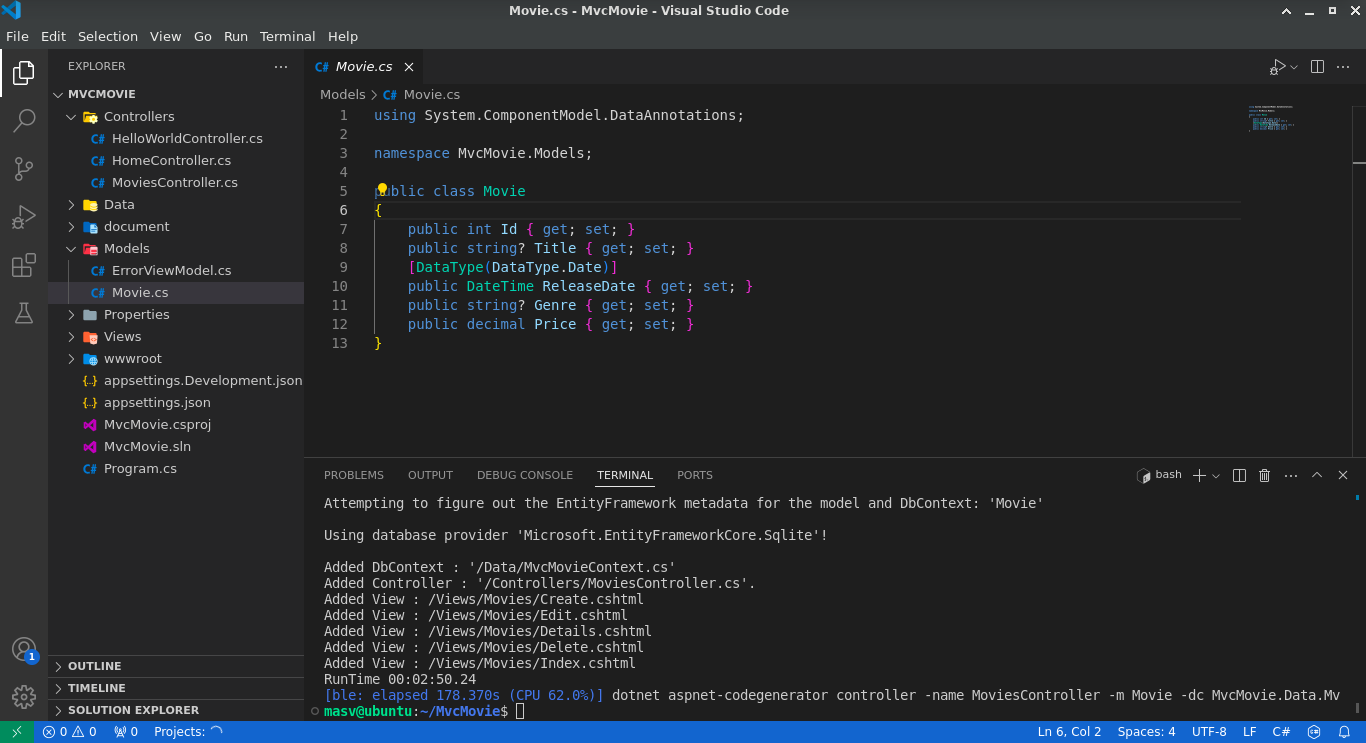 Movie.cs - MvcMovie - Visual Studio Code
File Edit Selection View Go Run Terminal Help
EXPLORER
MVCMOVIE
Controllers
C# HelloWorldController.cs
C# HomeController.cs
C# MoviesController.cs
Data
document
Models
C# ErrorViewModel.cs
C# Movie.cs
Properties
Views
wwwroot
{..} appsettings.Development.json
{..} appsettings.json
MvcMovie.csproj
MvcMovie.sln
C# Program.cs
OUTLINE
TIMELINE
SOLUTION EXPLORER
1
C# Movie.cs
Models > C# Movie.cs
1 using System.ComponentModel.DataAnnotations;
2
3 namespace MvcMovie.Models;
4
5 public class Movie
6 {
7 public int Id { get; set; }
8 public string? Title { get; set; }
9 [DataType(DataType.Date)]
10 public DateTime ReleaseDate { get; set; }
11 public string? Genre { get; set; }
12 public decimal Price { get; set; }
13 }
PROBLEMS OUTPUT DEBUG CONSOLE TERMINAL PORTS
bash
Attempting to figure out the EntityFramework metadata for the model and DbContext: 'Movie'
Using database provider 'Microsoft.EntityFrameworkCore.Sqlite'!
Added DbContext : '/Data/MvcMovieContext.cs'
Added Controller : '/Controllers/MoviesController.cs'.
Added View : /Views/Movies/Create.cshtml
Added View : /Views/Movies/Edit.cshtml
Added View : /Views/Movies/Details.cshtml
Added View : /Views/Movies/Delete.cshtml
Added View : /Views/Movies/Index.cshtml
RunTime 00:02:50.24
[ble: elapsed 178.370s (CPU 62.0%)] dotnet aspnet-codegenerator controller -name MoviesController -m Movie -dc MvcMovie.Data.Mv
masv@ubuntu:~/MvcMovie$
0 0 0 Projects: Ln 6, Col 2 Spaces: 4 UTF-8 LF C#